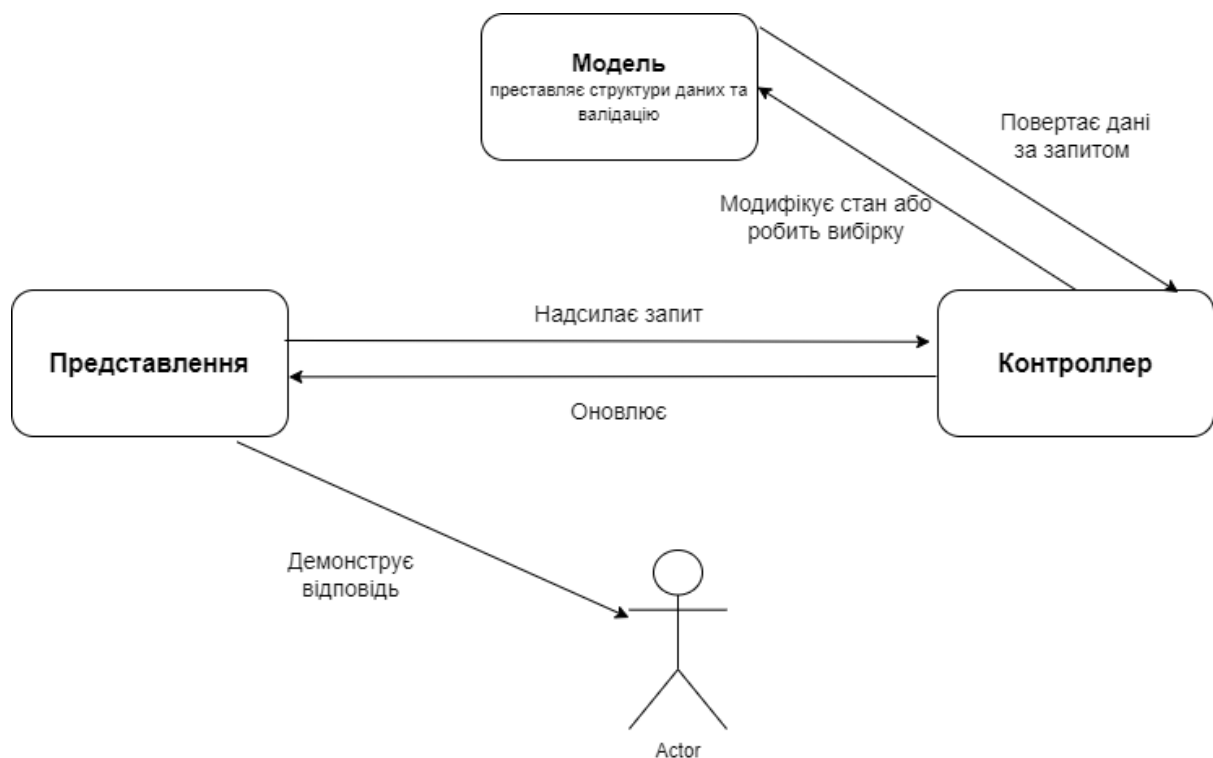 Модель
преставляє структури даних та
валідацію
Повертає дані
за запитом
Модифікує стан або
робить вибірку
Представлення
Надсилає запит
Оновлює
Контроллер
Демонструє
відповідь
Actor